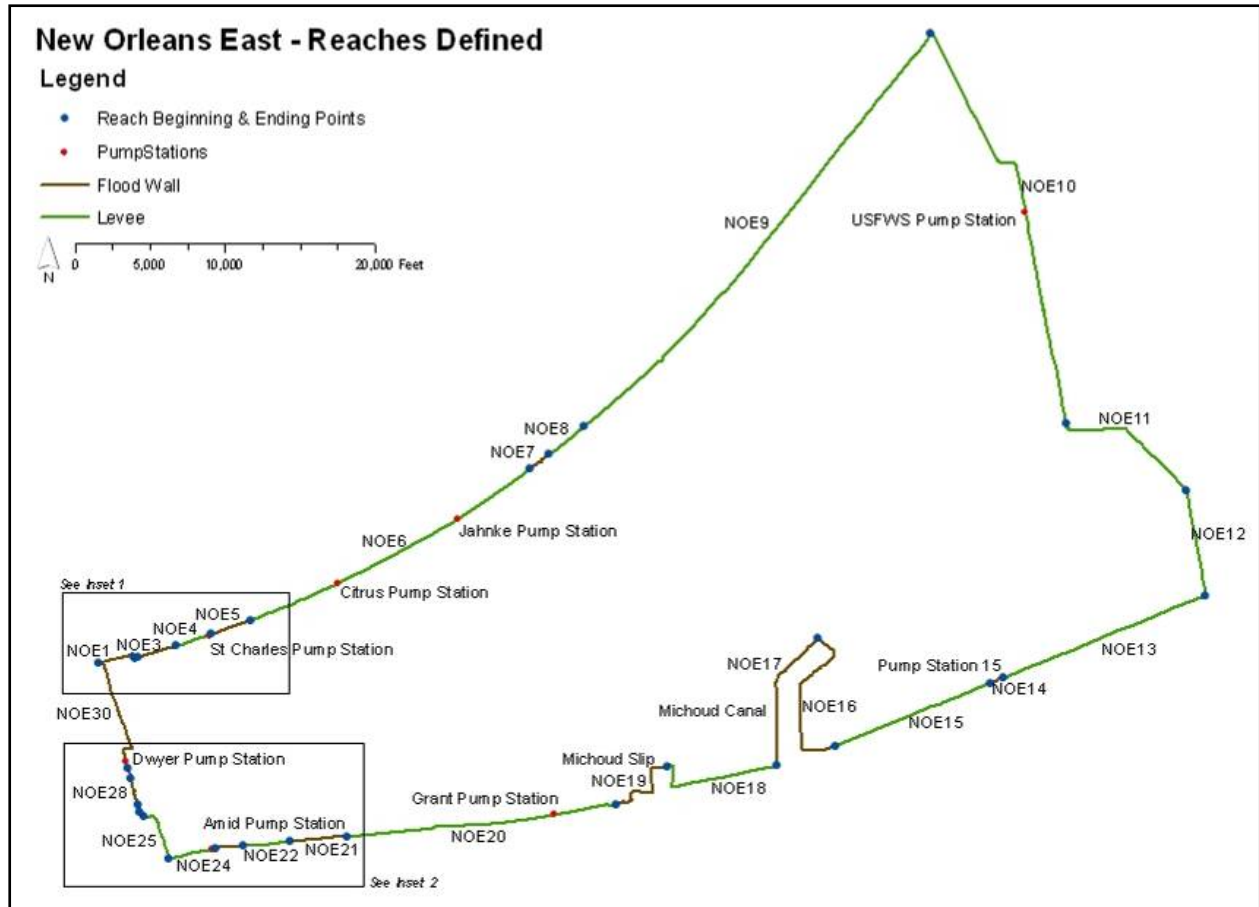 New Orleans East - Reaches Defined
Legend
Reach Beginning & Ending Points
PumpStations
Flood Wall
Levee
0 5,000 10,000 20,000 Feet
N
NOE10
USFWS Pump Station
NOE9
NOE11
NOE8
NOE7
NOE12
Jahnke Pump Station
NOE6
Citrus Pump Station
See Inset 1
NOE5
NOE4
NOE3
NOE1
St Charles Pump Station
NOE17
Pump Station 15
NOE13
NOE14
NOE16
Michoud Canal
NOE15
NOE30
Dwyer Pump Station
Michoud Slip
NOE19
NOE18
NOE28
Grant Pump Station
Amid Pump Station
NOE20
NOE25
NOE24
NOE22
NOE21
See Inset 2